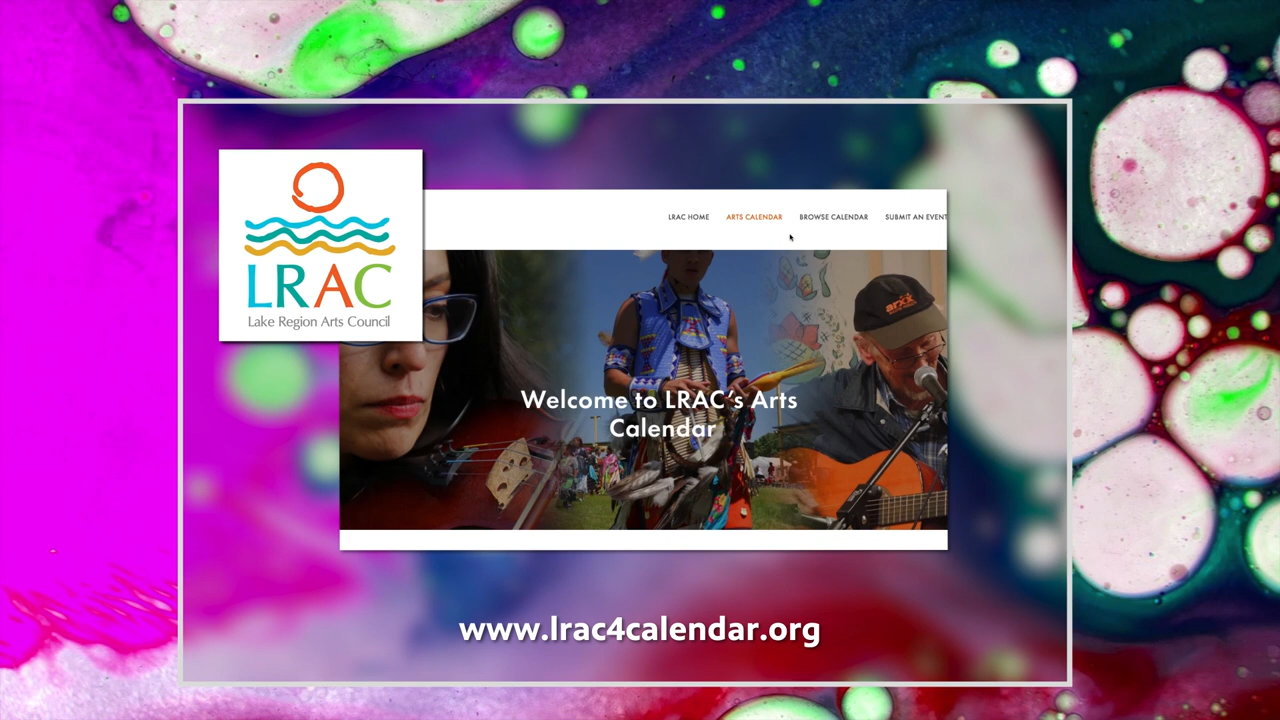 LRAC
Lake Region Arts Council
LRAC HOME ARTS CALENDAR BROWSE CALENDAR SUBMIT AN EVENT
arxx
Welcome to LRAC's Arts
Calendar
www.lrac4calendar.org